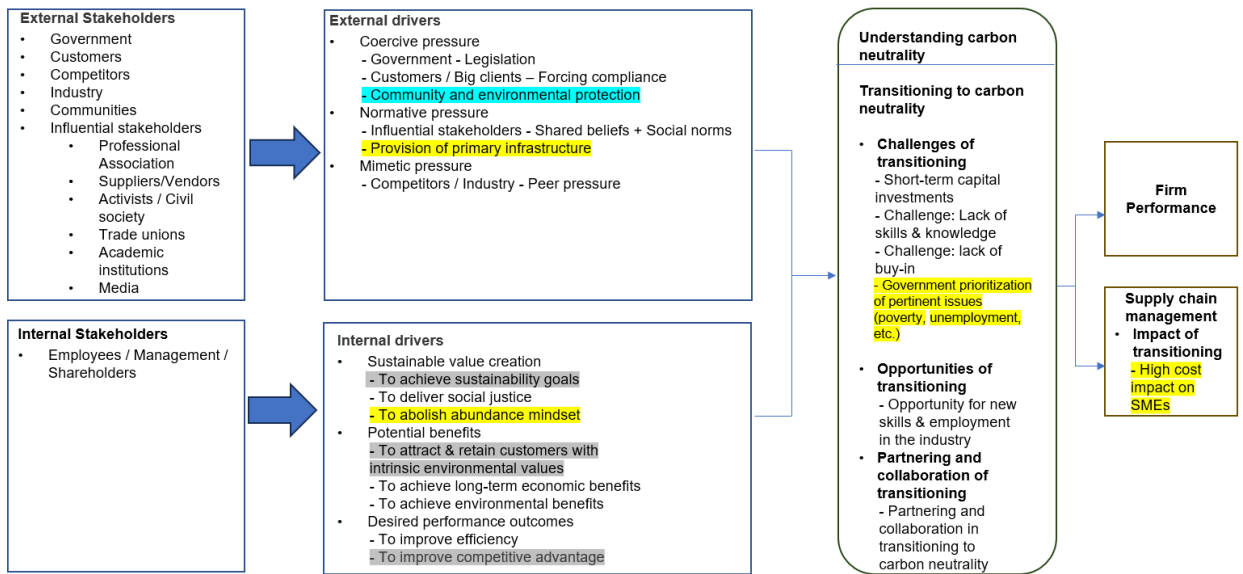 External Stakeholders
• Government
• Customers
• Competitors
• Industry
• Communities
• Influential stakeholders
• Professional
Association
• Suppliers/Vendors
• Activists / Civil
society
• Trade unions
• Academic
institutions
• Media
External drivers
• Coercive pressure
- Government - Legislation
- Customers / Big clients – Forcing compliance
- Community and environmental protection
• Normative pressure
- Influential stakeholders - Shared beliefs + Social norms
- Provision of primary infrastructure
• Mimetic pressure
- Competitors / Industry - Peer pressure
Internal Stakeholders
• Employees / Management /
Shareholders
Internal drivers
• Sustainable value creation
- To achieve sustainability goals
- To deliver social justice
- To abolish abundance mindset
• Potential benefits
- To attract & retain customers with
intrinsic environmental values
- To achieve long-term economic benefits
- To achieve environmental benefits
• Desired performance outcomes
- To improve efficiency
- To improve competitive advantage
Understanding carbon
neutrality
Transitioning to carbon
neutrality
• Challenges of
transitioning
- Short-term capital
investments
- Challenge: Lack of
skills & knowledge
- Challenge: lack of
buy-in
- Government prioritization
of pertinent issues
(poverty, unemployment,
etc.)
• Opportunities of
transitioning
- Opportunity for new
skills & employment
in the industry
• Partnering and
collaboration of
transitioning
- Partnering and
collaboration in
transitioning to
carbon neutrality
Firm
Performance
Supply chain
management
• Impact of
transitioning
- High cost
impact on
SMEs